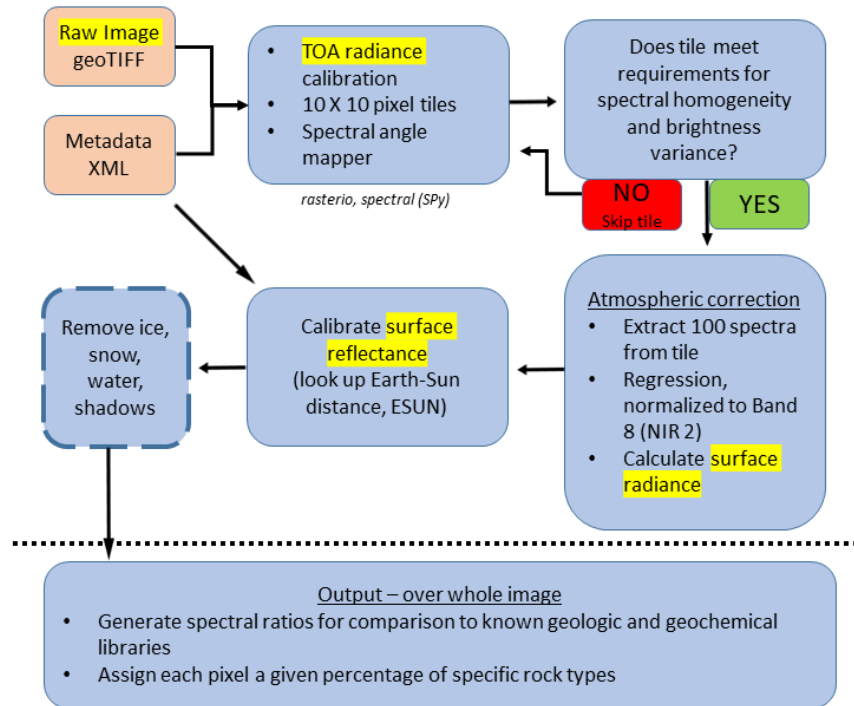 Raw Image
geoTIFF
Metadata
XML
• TOA radiance
calibration
• 10 X 10 pixel tiles
• Spectral angle
mapper
rasterio, spectral (SPy)
Does tile meet
requirements for
spectral homogeneity
and brightness
variance?
NO
Skip tile
YES
Atmospheric correction
• Extract 100 spectra
from tile
• Regression,
normalized to Band
8 (NIR 2)
• Calculate surface
radiance
Calibrate surface
reflectance
(look up Earth-Sun
distance, ESUN)
Remove ice,
snow,
water,
shadows
Output – over whole image
• Generate spectral ratios for comparison to known geologic and geochemical
libraries
• Assign each pixel a given percentage of specific rock types